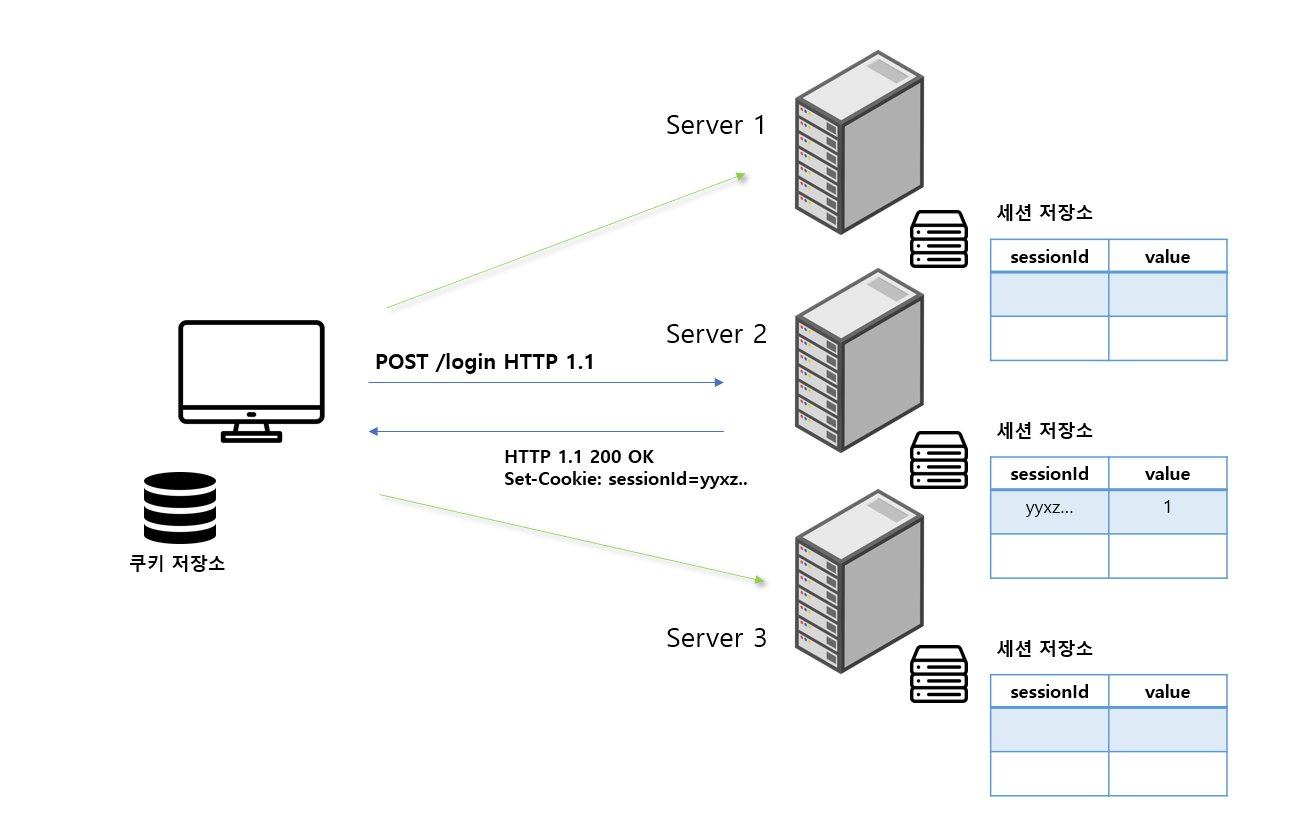 Server 1
세션 저장소
sessionId value
Server 2
POST /login HTTP 1.1
HTTP 1.1 200 OK
Set-Cookie: sessionId=yyxz..
세션 저장소
sessionId value
yyxz... 1
쿠키 저장소
Server 3
세션 저장소
sessionId value